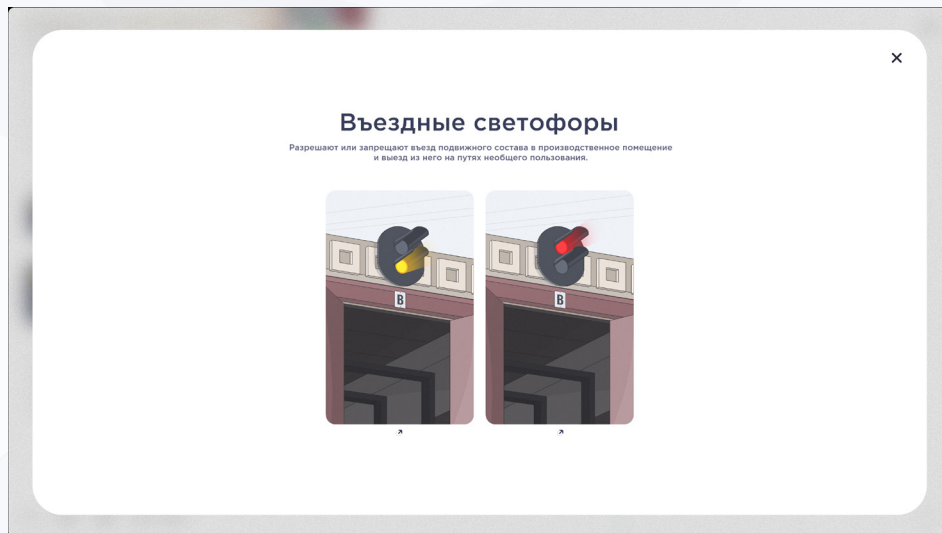 Въездные светофоры
Разрешают или запрещают въезд подвижного состава в производственное помещение
и выезд из него на путях необщего пользования.
В
В